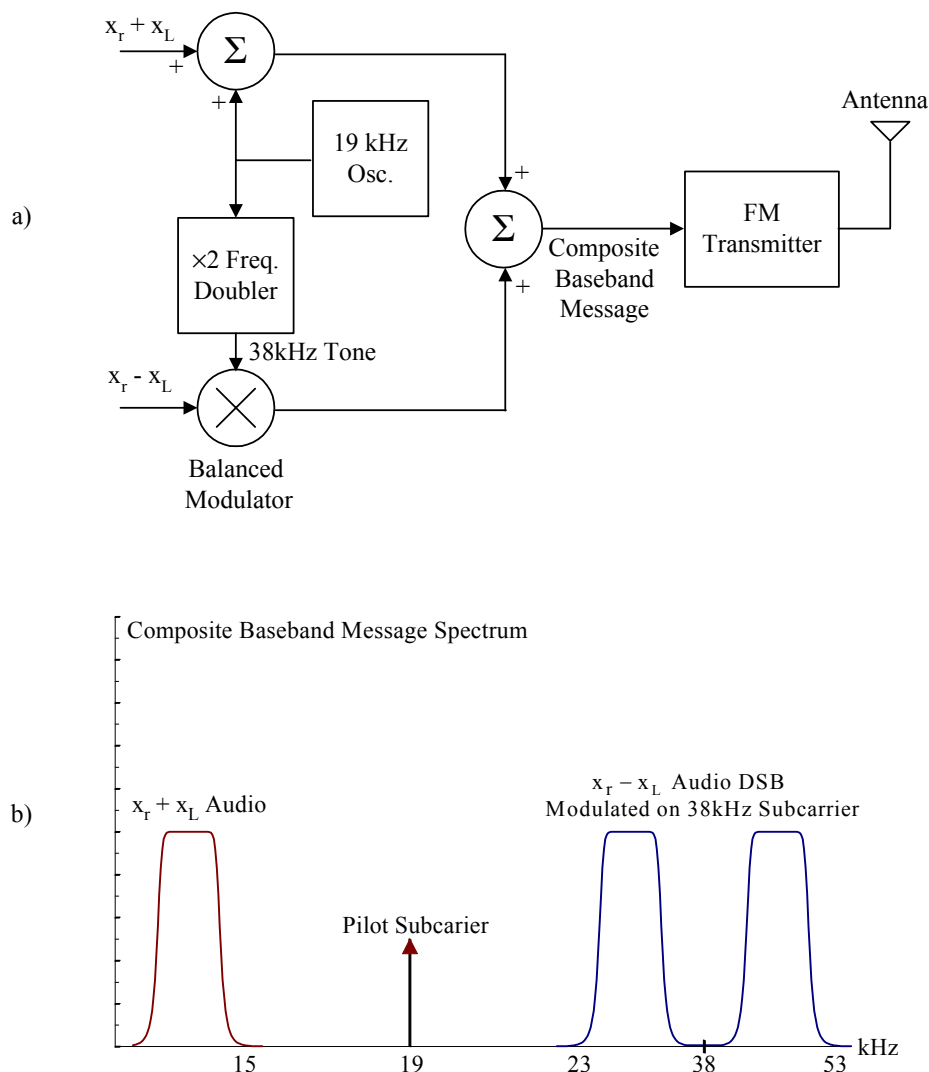 a)
x_r + x_L
+
Σ
+
19 kHz
Osc.
×2 Freq.
Doubler
38kHz Tone
x_r - x_L
Balanced
Modulator
+
Σ
+
Composite
Baseband
Message
FM
Transmitter
Antenna
b)
Composite Baseband Message Spectrum
x_r + x_L Audio
Pilot Subcarier
x_r – x_L Audio DSB
Modulated on 38kHz Subcarrier
15
19
23
38
53
kHz